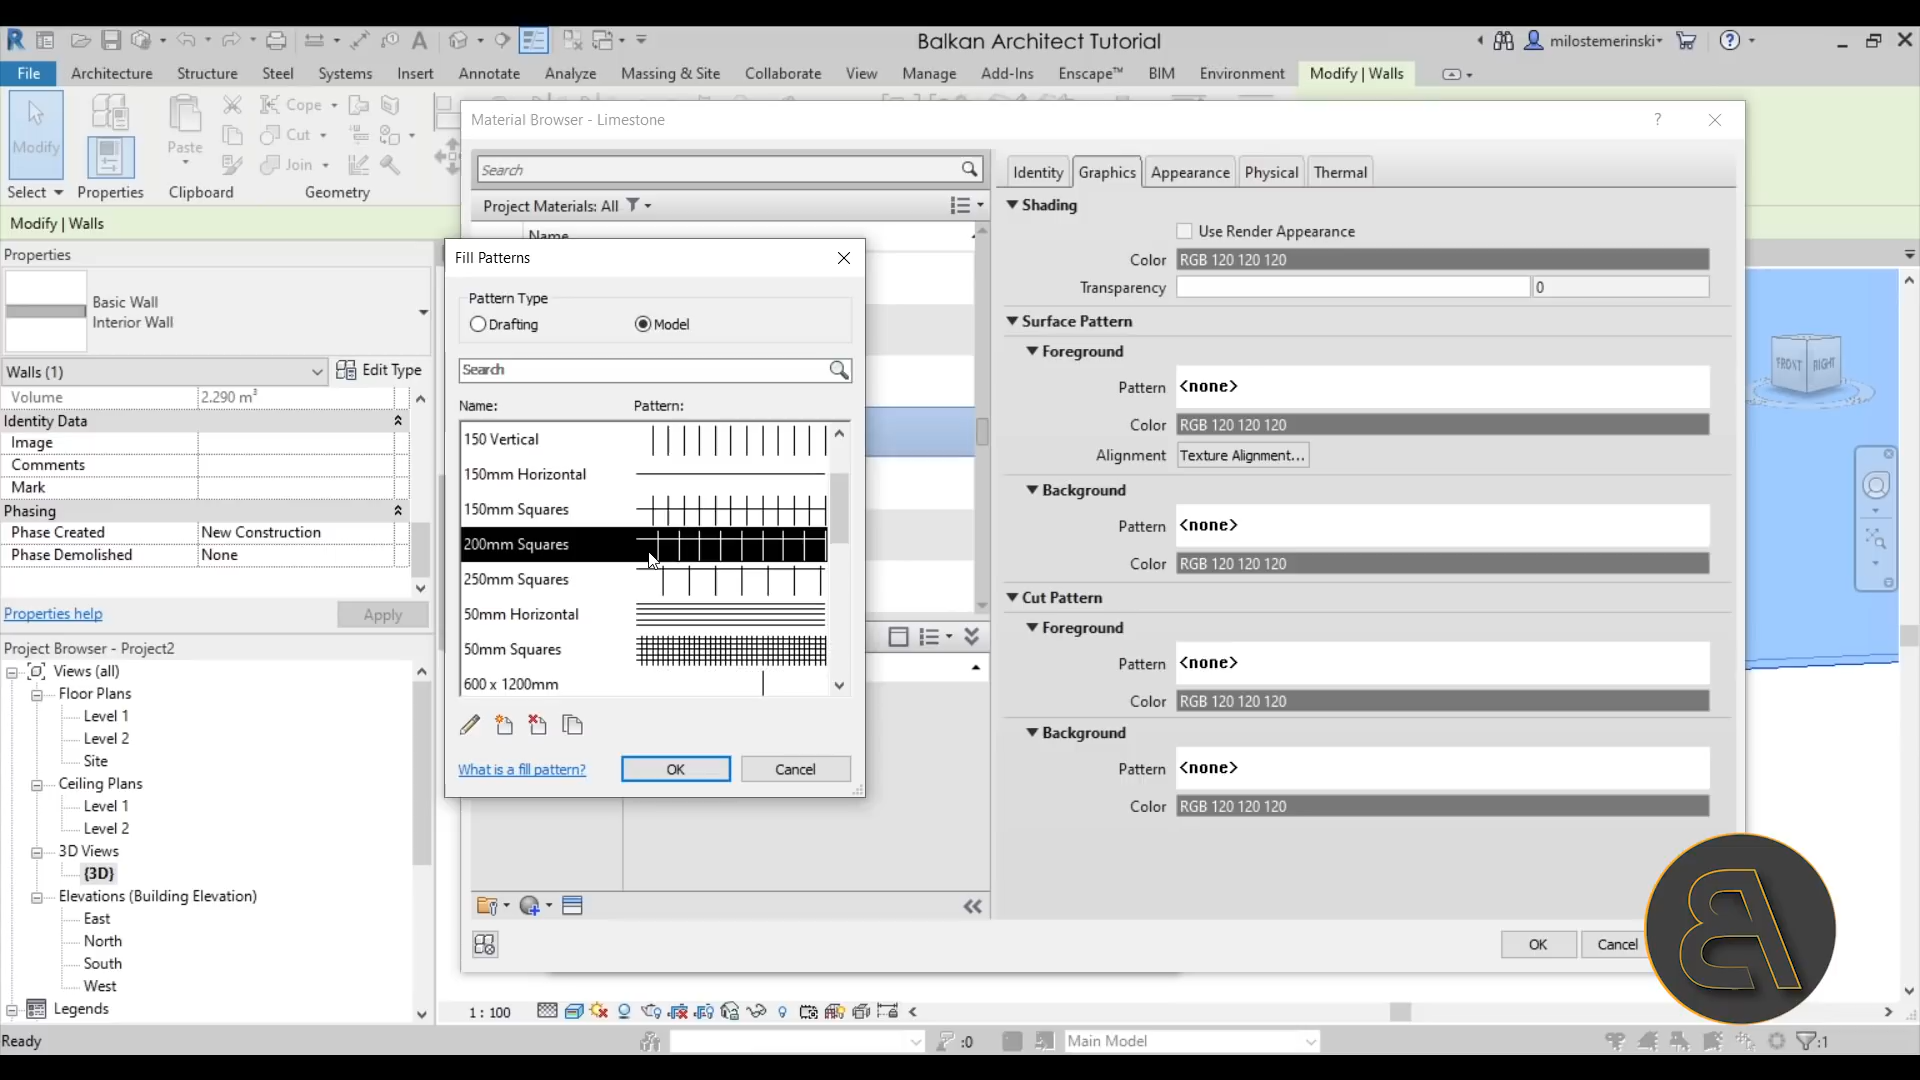 Balkan Architect Tutorial
milostemerinski
File
Architecture
Structure
Steel
Systems
Insert
Annotate
Analyze
Massing & Site
Collaborate
View
Manage
Add-Ins
Enscape™
BIM
Environment
Modify | Walls
Modify
Cope
Cut
Join
Paste
Select
Properties
Clipboard
Geometry
Modify | Walls
Properties
Basic Wall
Interior Wall
Walls (1)
Edit Type
Volume
2.290 m³
Identity Data
Image
Comments
Mark
Phasing
Phase Created
New Construction
Phase Demolished
None
Properties help
Apply
Project Browser - Project2
Views (all)
Floor Plans
Level 1
Level 2
Site
Ceiling Plans
Level 1
Level 2
3D Views
{3D}
Elevations (Building Elevation)
East
North
South
West
Legends
Ready
Material Browser - Limestone
?
Search
Project Materials: All
Name
Fill Patterns
Pattern Type
Drafting
Model
Search
Name:
Pattern:
150 Vertical
150mm Horizontal
150mm Squares
200mm Squares
250mm Squares
50mm Horizontal
50mm Squares
600 x 1200mm
What is a fill pattern?
OK
Cancel
Identity
Graphics
Appearance
Physical
Thermal
Shading
Use Render Appearance
Color
RGB 120 120 120
Transparency
0
Surface Pattern
Foreground
Pattern
<none>
Color
RGB 120 120 120
Alignment
Texture Alignment...
Background
Pattern
<none>
Color
RGB 120 120 120
Cut Pattern
Foreground
Pattern
<none>
Color
RGB 120 120 120
Background
Pattern
<none>
Color
RGB 120 120 120
OK
Cancel
FRONT
RIGHT
1 : 100
:0
Main Model
:1